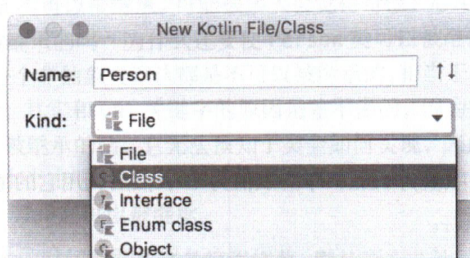 New Kotlin File/Class
Name: Person
Kind: File
File
Class
Interface
Enum class
Object